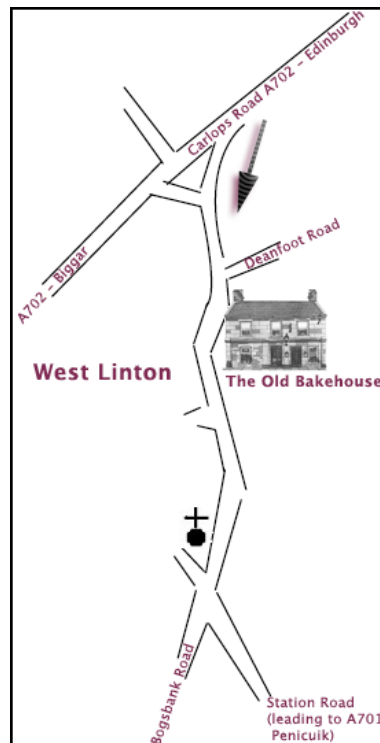 Carlops Road A702 - Edinburgh
Deanfoot Road
A702 - Biggar
West Linton
The Old Bakehouse
Bogsbank Road
Station Road
(leading to A701
Penicuik)